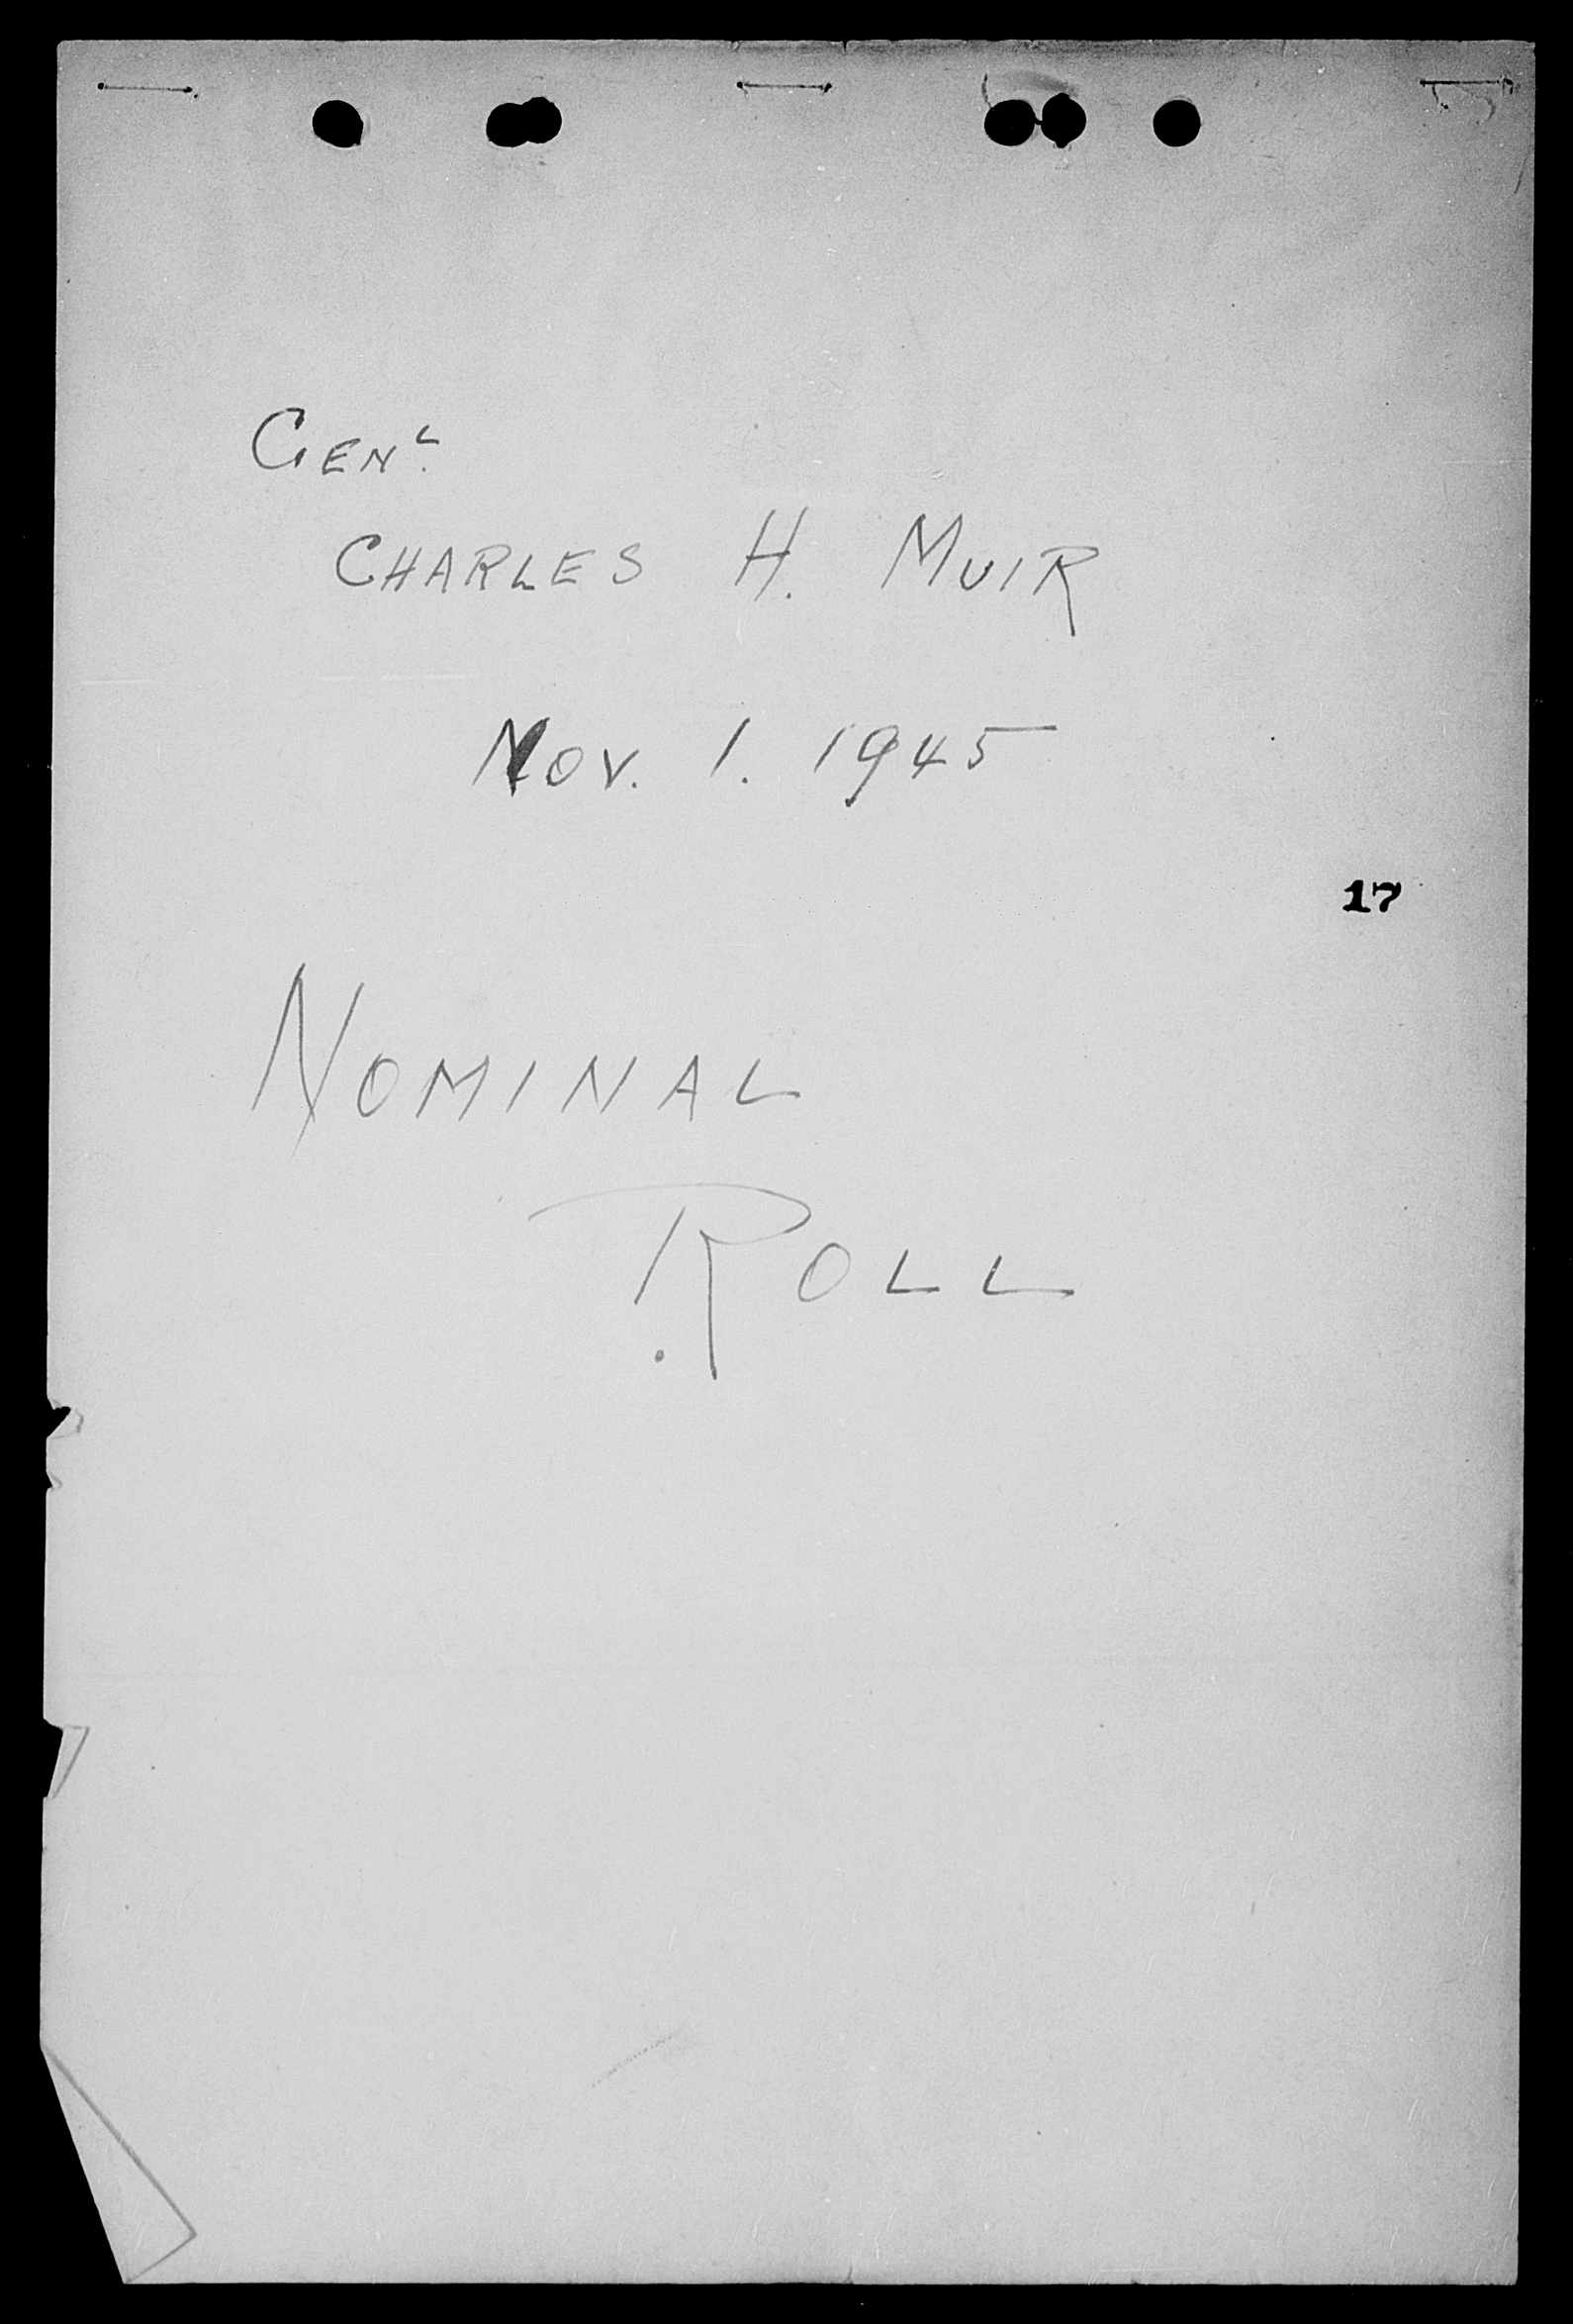 GENL.
CHARLES H. MUIR
NOV. 1. 1945
17
NOMINAL
ROLL